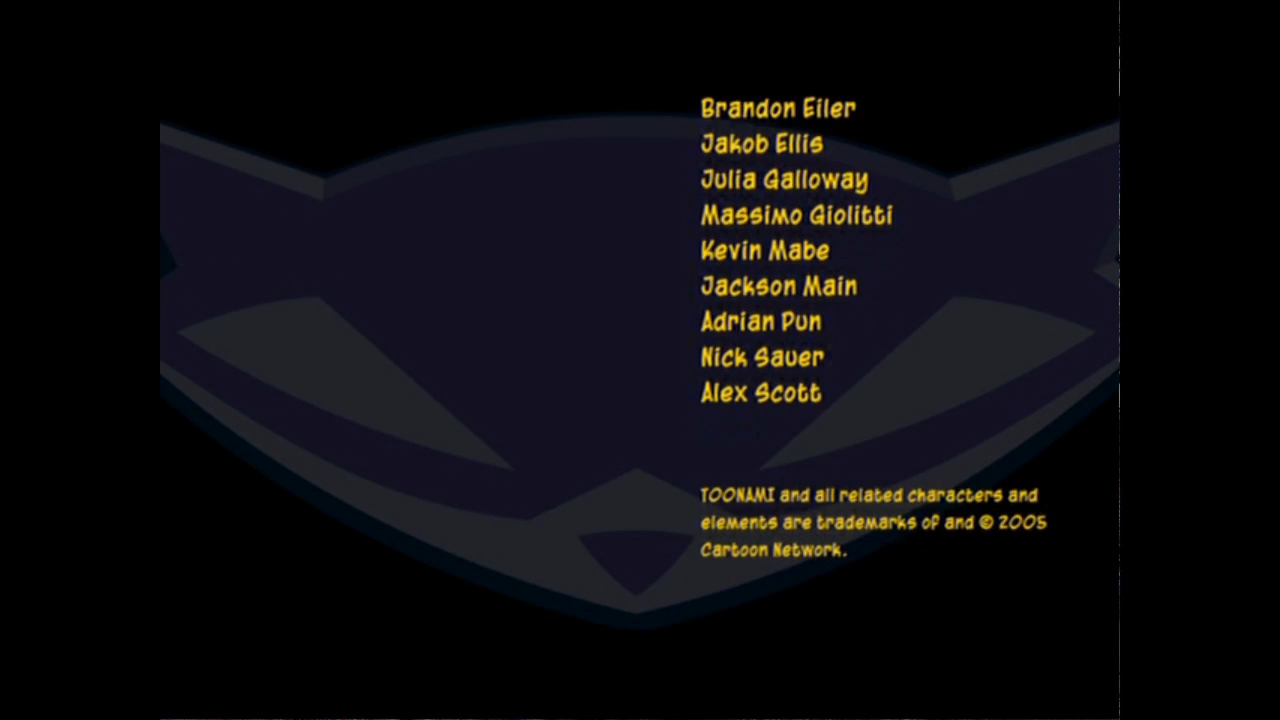 Brandon Eiler
Jakob Ellis
Julia Galloway
Massimo Giolitti
Kevin Mabe
Jackson Main
Adrian Pun
Nick Sauer
Alex Scott
TOONAMI and all related characters and
elements are trademarks of and © 2005
Cartoon Network.